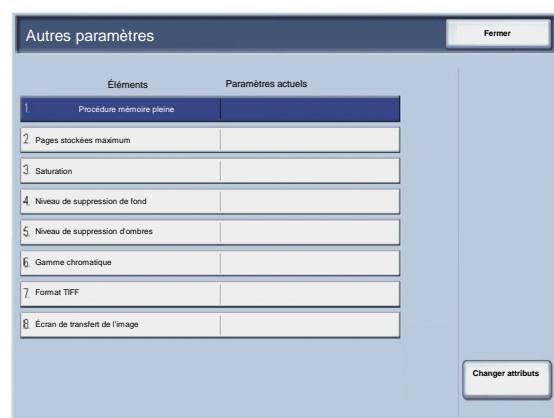 Autres paramètres
Fermer
Éléments Paramètres actuels
1. Procédure mémoire pleine
2. Pages stockées maximum
3. Saturation
4. Niveau de suppression de fond
5. Niveau de suppression d'ombres
6. Gamme chromatique
7. Format TIFF
8. Écran de transfert de l'image
Changer attributs